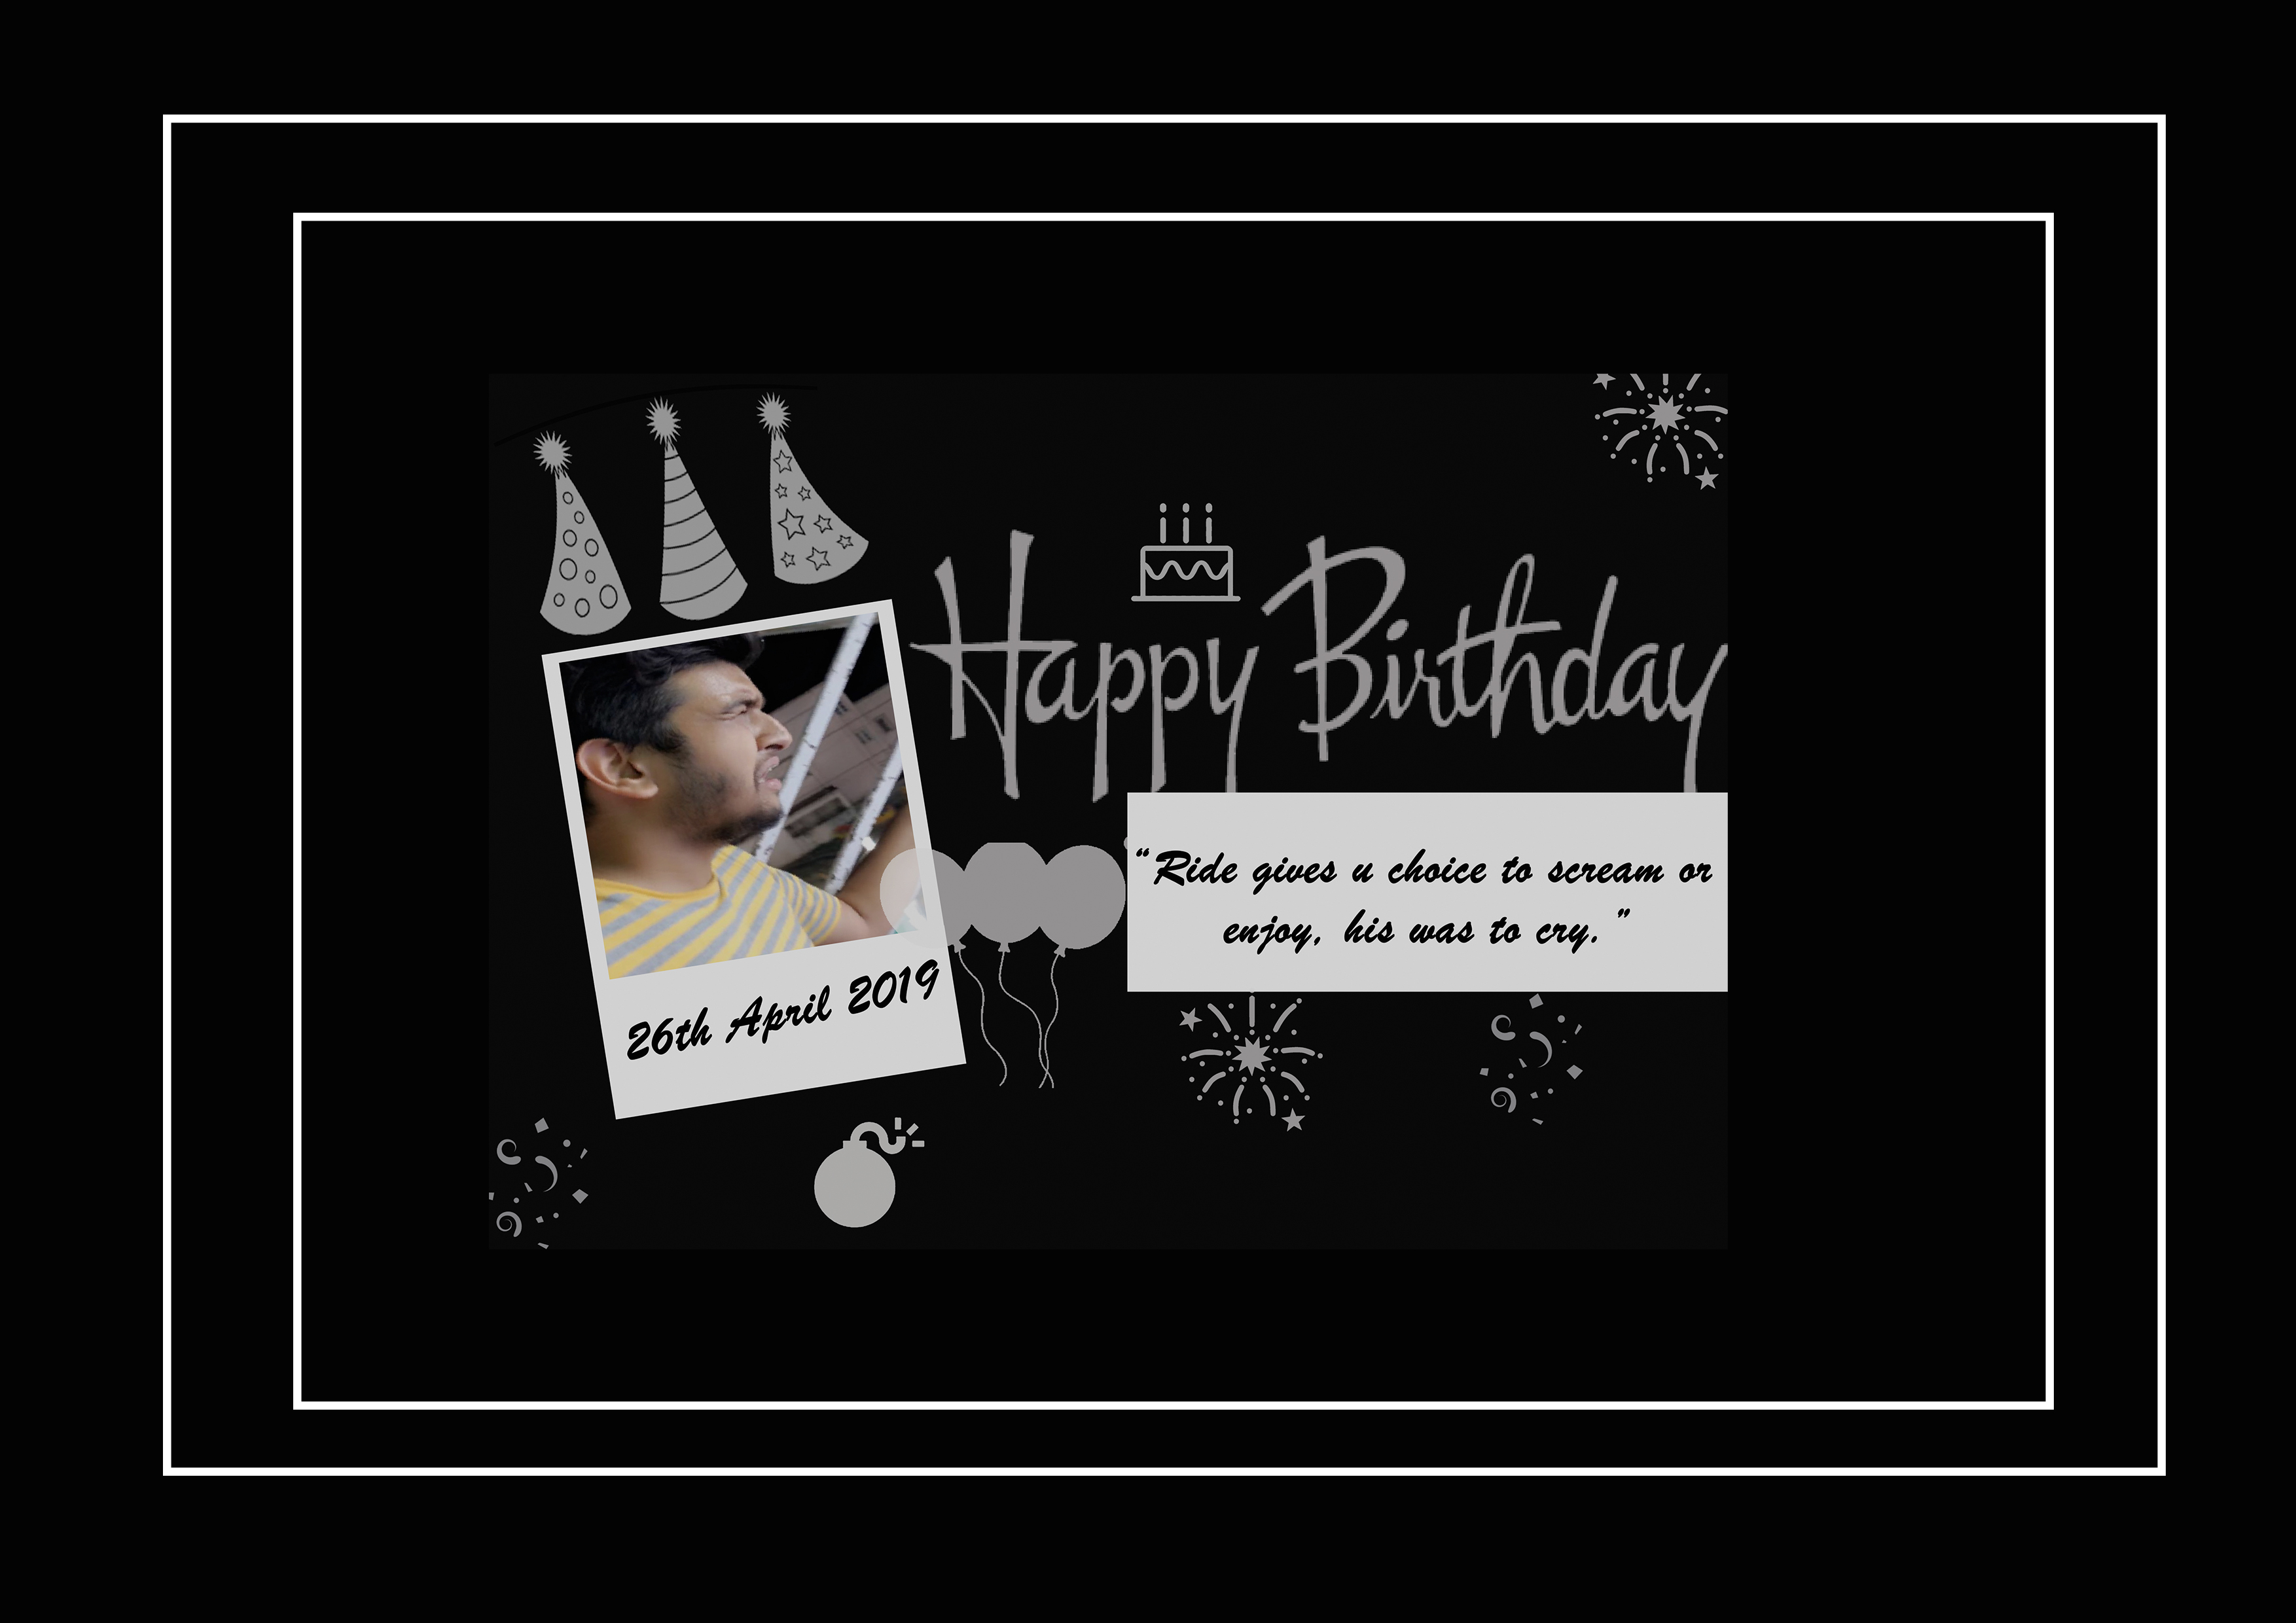 Happy Birthday
“Ride gives u choice to scream or
enjoy, his was to cry.”
26th April 2019